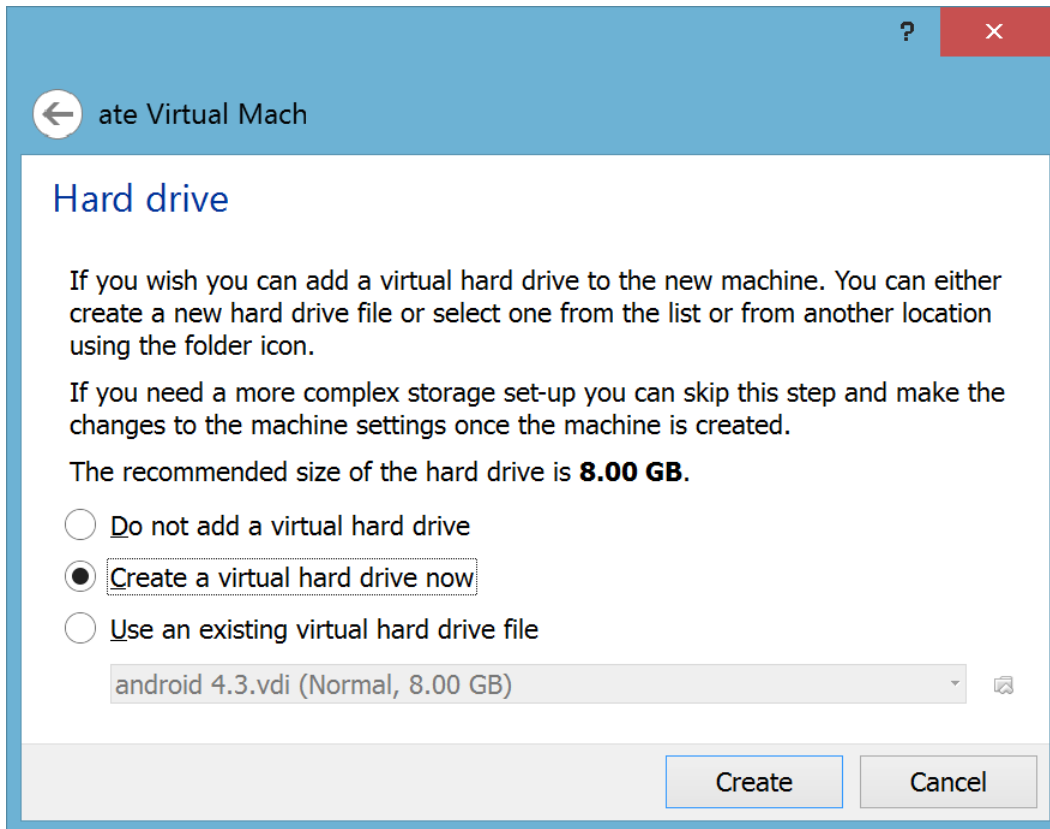 ?
ate Virtual Mach
Hard drive
If you wish you can add a virtual hard drive to the new machine. You can either
create a new hard drive file or select one from the list or from another location
using the folder icon.
If you need a more complex storage set-up you can skip this step and make the
changes to the machine settings once the machine is created.
The recommended size of the hard drive is 8.00 GB.
Do not add a virtual hard drive
Create a virtual hard drive now
Use an existing virtual hard drive file
android 4.3.vdi (Normal, 8.00 GB)
Create Cancel